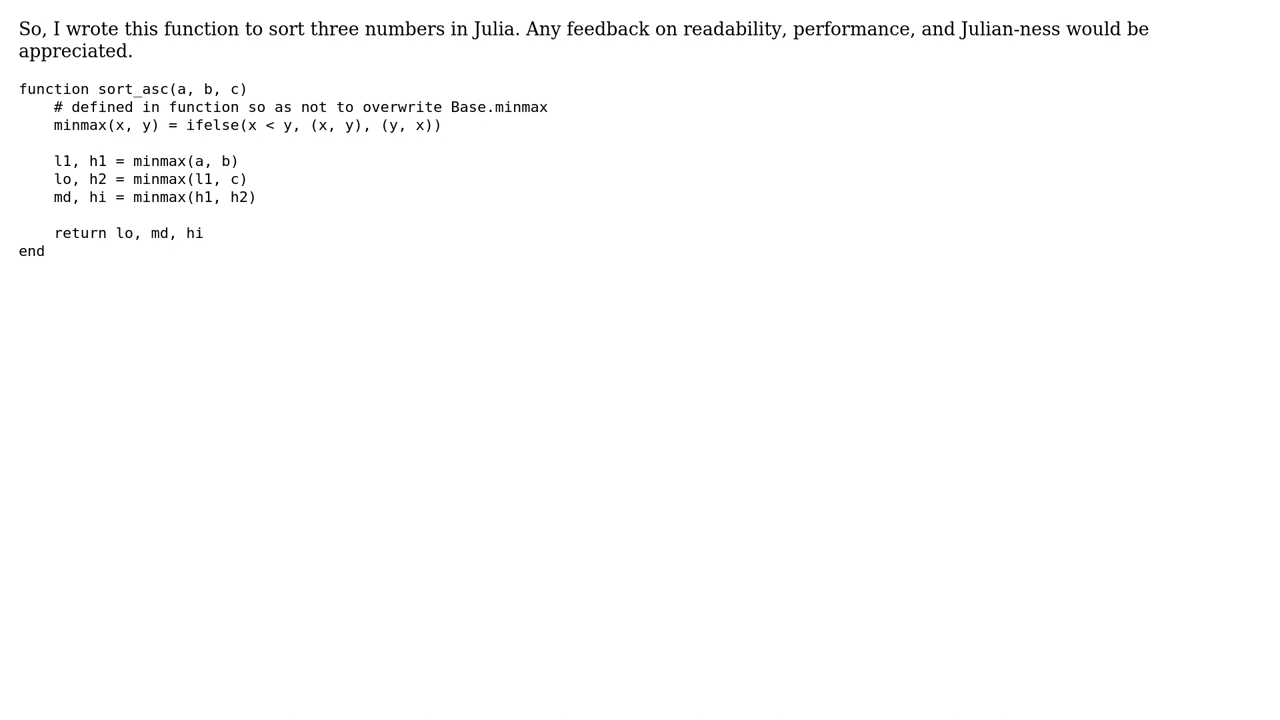 So, I wrote this function to sort three numbers in Julia. Any feedback on readability, performance, and Julian-ness would be
appreciated.
function sort_asc(a, b, c)
    # defined in function so as not to overwrite Base.minmax
    minmax(x, y) = ifelse(x < y, (x, y), (y, x))
    l1, h1 = minmax(a, b)
    lo, h2 = minmax(l1, c)
    md, hi = minmax(h1, h2)
    return lo, md, hi
end